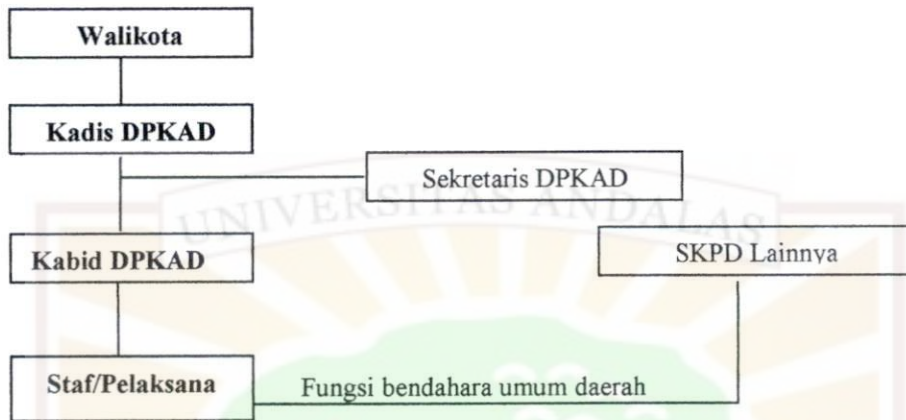 Walikota
Kadis DPKAD
Sekretaris DPKAD
UNIVERSITAS ANDALAS
Kabid DPKAD
SKPD Lainnya
Staf/Pelaksana
Fungsi bendahara umum daerah